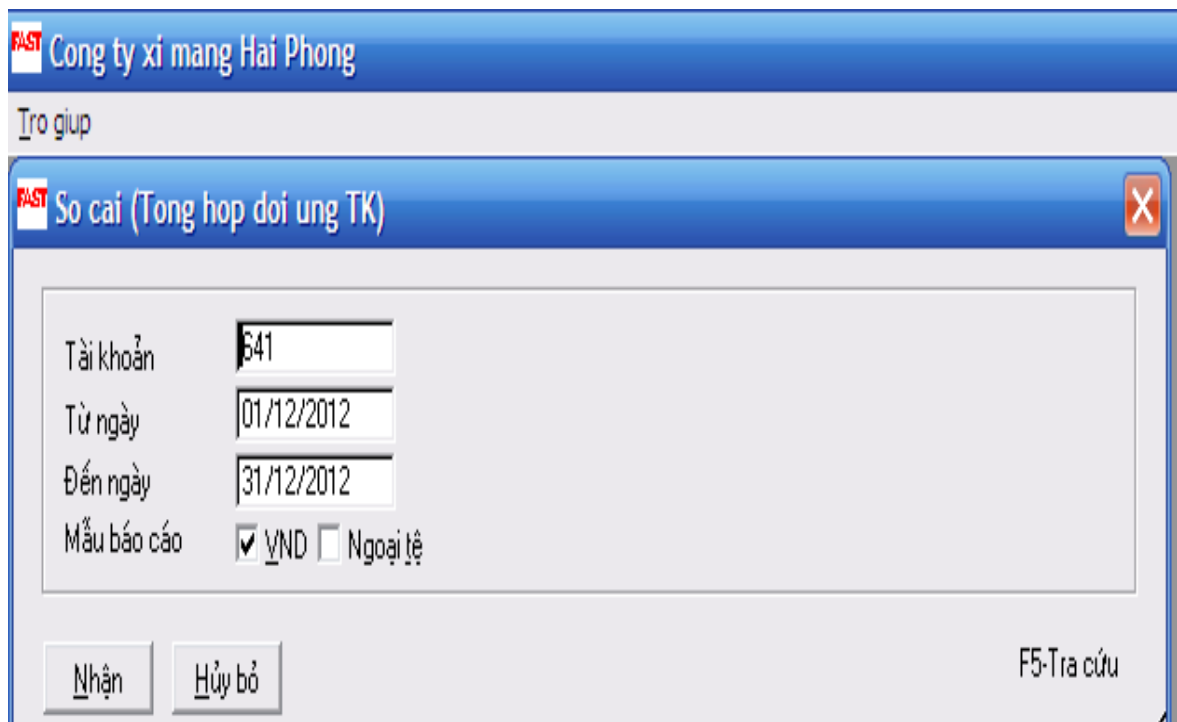 FAST Cong ty xi mang Hai Phong
Tro giup
FAST So cai (Tong hop doi ung TK)
Tài khoản 641
Từ ngày 01/12/2012
Đến ngày 31/12/2012
Mẫu báo cáo VND Ngoại tệ
Nhận Hủy bỏ F5-Tra cứu